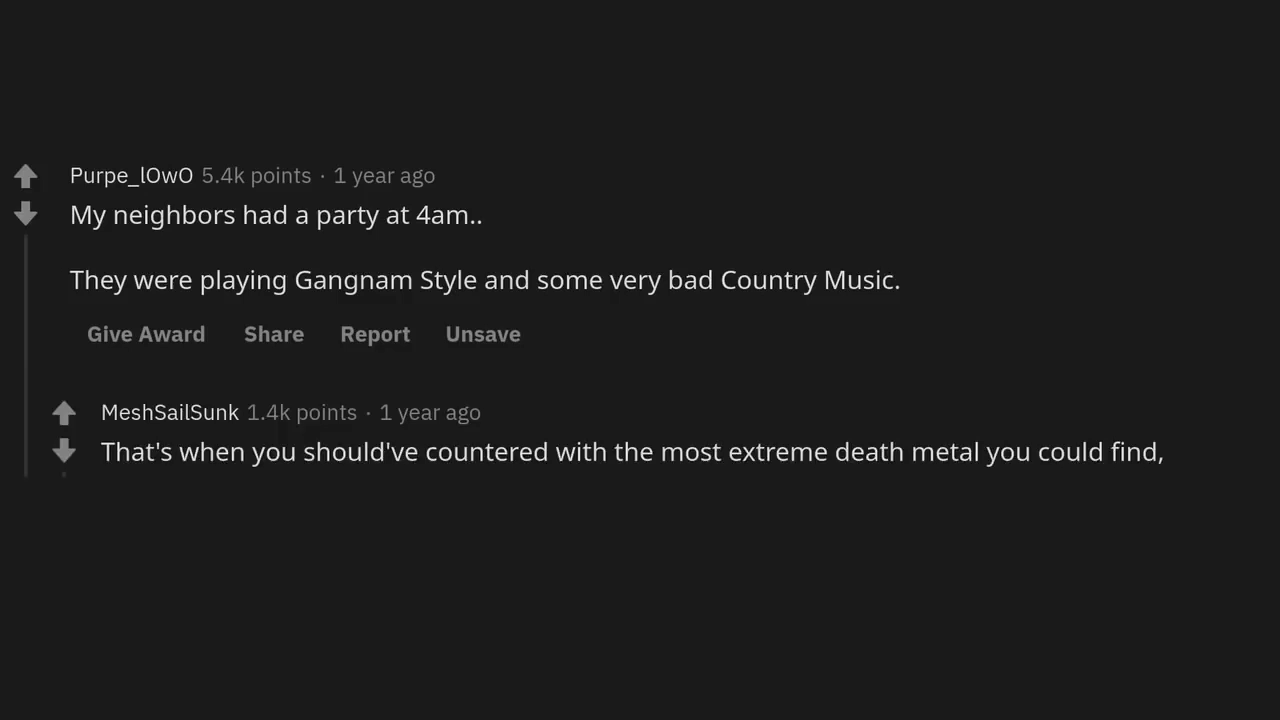 Purpe_lOwO 5.4k points · 1 year ago
My neighbors had a party at 4am..
They were playing Gangnam Style and some very bad Country Music.
Give Award Share Report Unsave
MeshSailSunk 1.4k points · 1 year ago
That's when you should've countered with the most extreme death metal you could find,